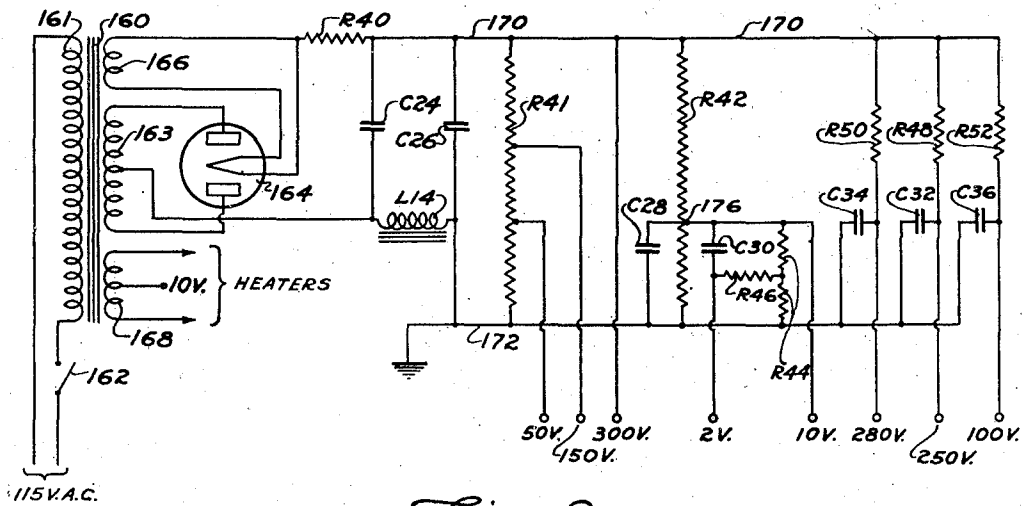 161 160 R40 170 170
166
C24 R41 R42
163 C26 R50 R48 R52
164
L14 C28 176 C34 C32 C36
C30
10V. HEATERS R46
168 172
R44
162
50V. 300V. 2V. 10V. 280V. 100V.
150V. 250V.
115V.A.C.